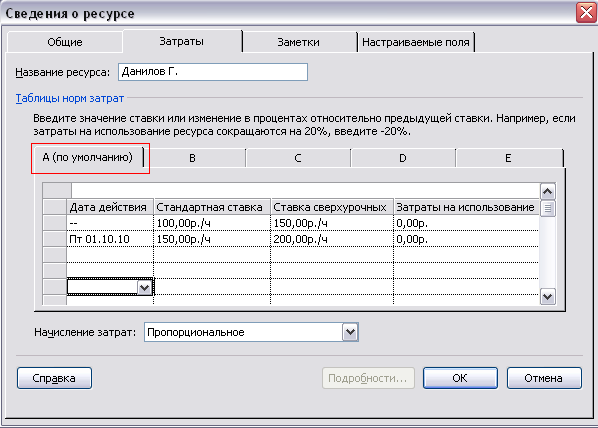 Сведения о ресурсе
Общие Затраты Заметки Настраиваемые поля
Название ресурса: Данилов Г.
Таблицы норм затрат
Введите значение ставки или изменение в процентах относительно предыдущей ставки. Например, если
затраты на использование ресурса сокращаются на 20%, введите -20%.
A (по умолчанию) B C D E
Дата действия Стандартная ставка Ставка сверхурочных Затраты на использование
-- 100,00р./ч 150,00р./ч 0,00р.
Пт 01.10.10 150,00р./ч 200,00р./ч 0,00р.
Начисление затрат: Пропорциональное
Справка Подробности... ОК Отмена